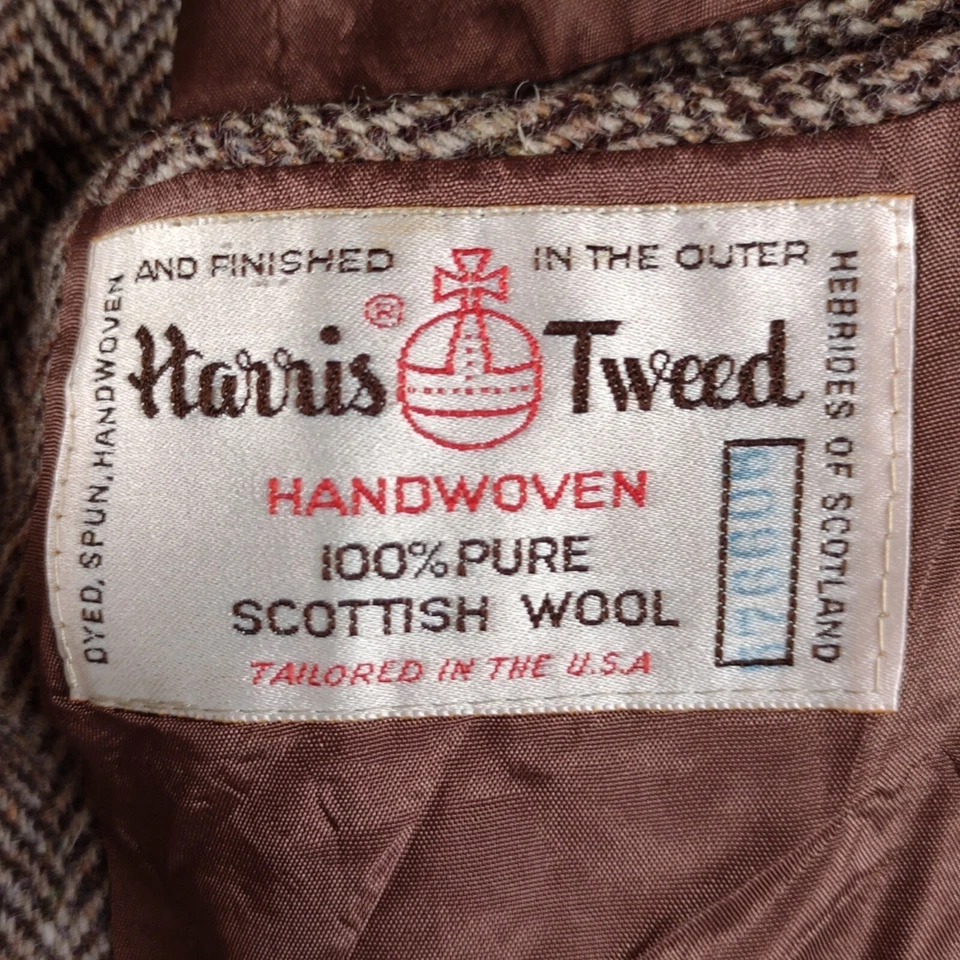 DYED, SPUN, HANDWOVEN
AND FINISHED IN THE OUTER
HEBRIDES OF SCOTLAND
Harris ® Tweed
HANDWOVEN
100% PURE
SCOTTISH WOOL
TAILORED IN THE U.S.A